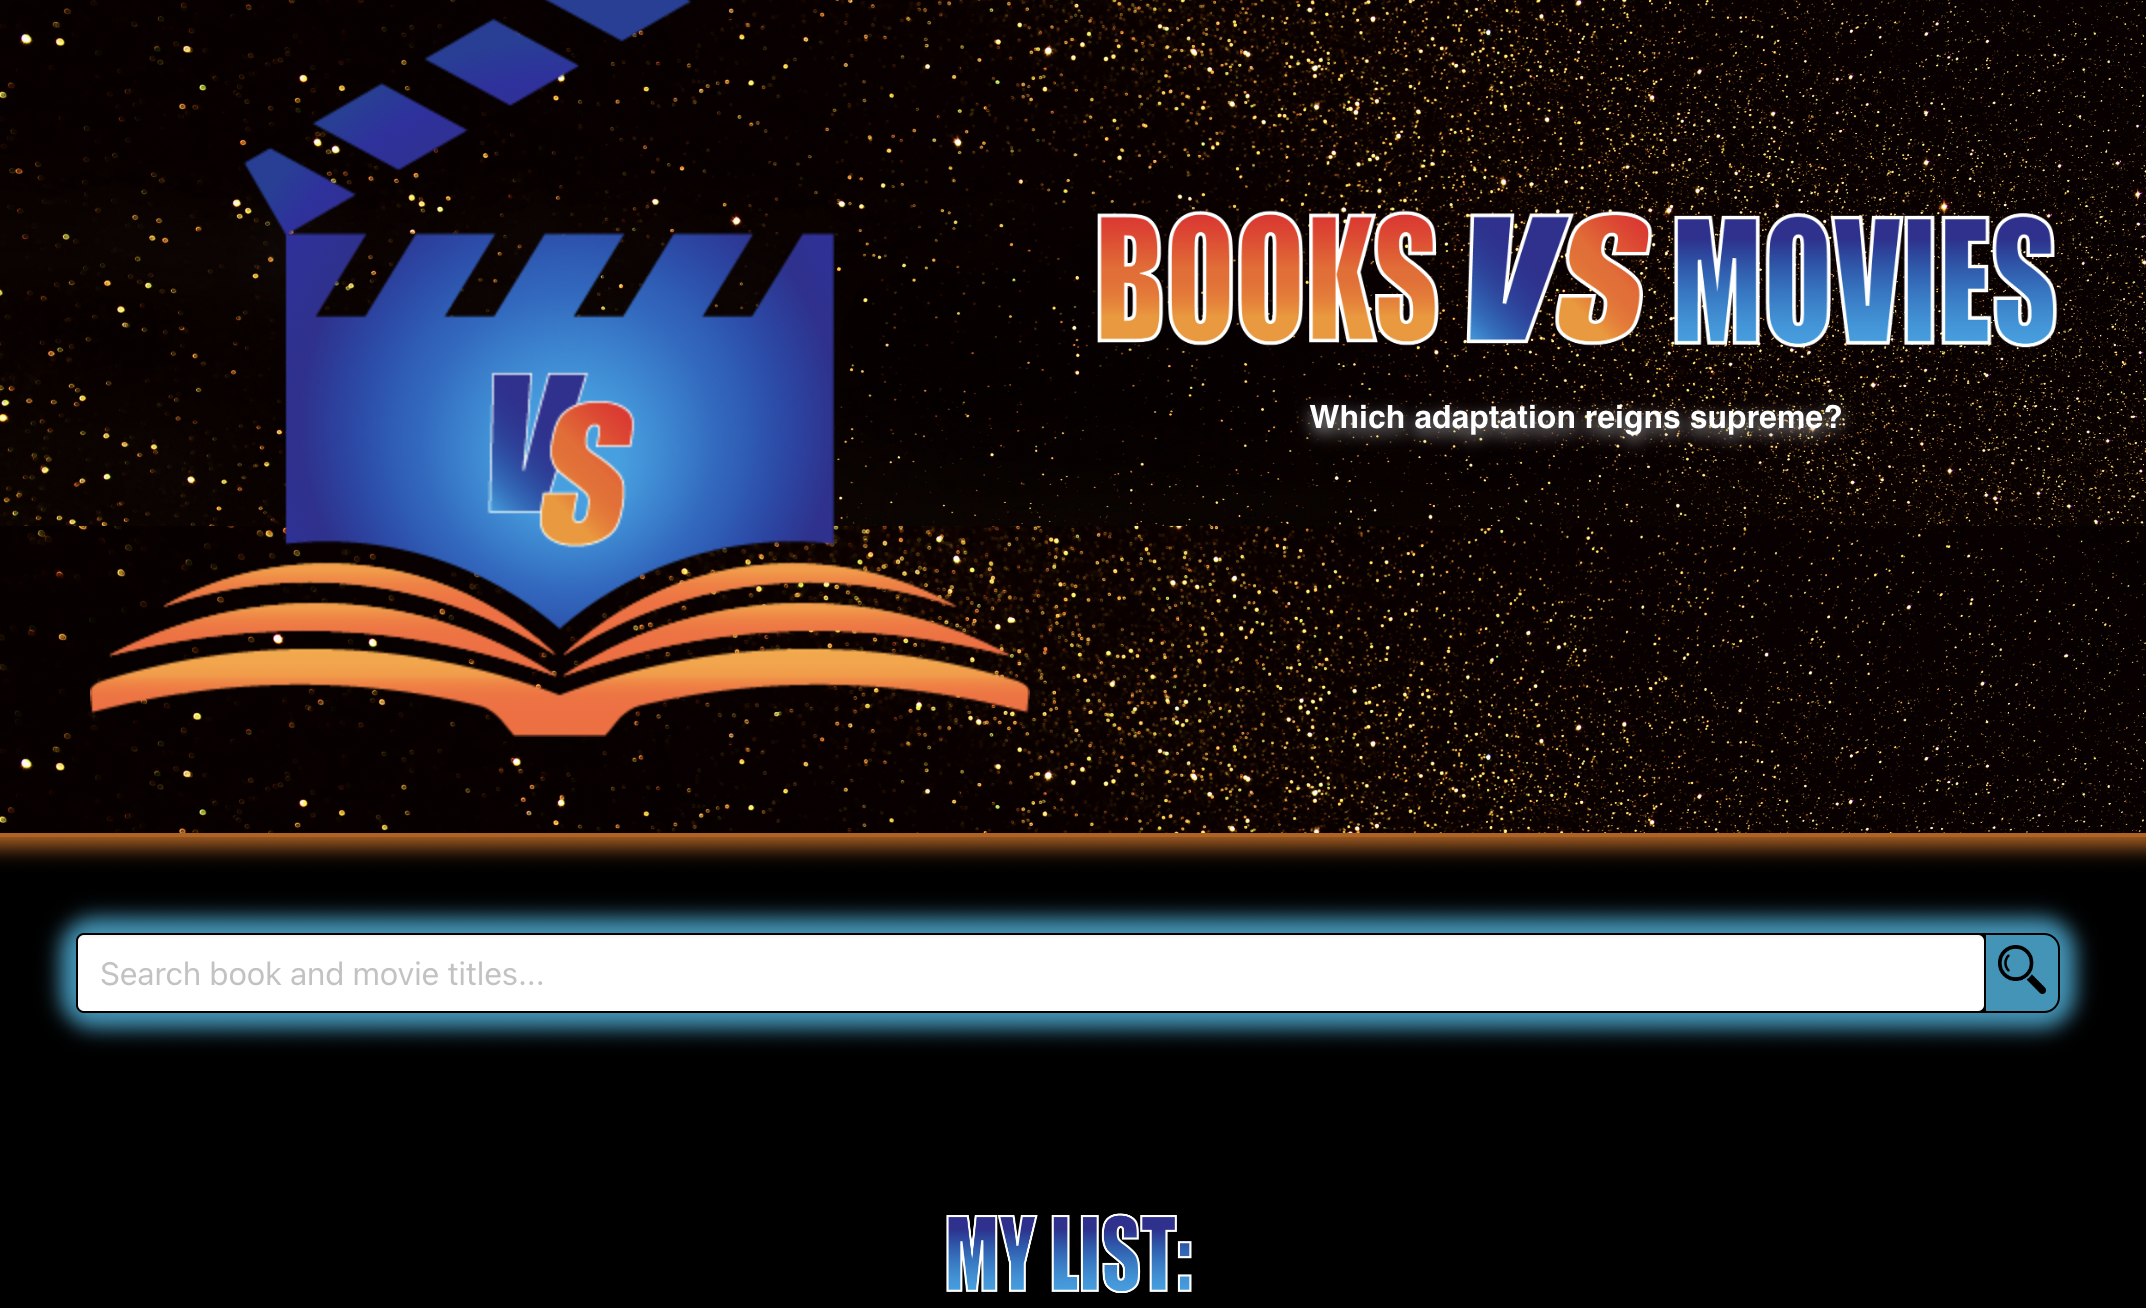 BOOKS VS MOVIES
Which adaptation reigns supreme?
VS
Search book and movie titles...
MY LIST: